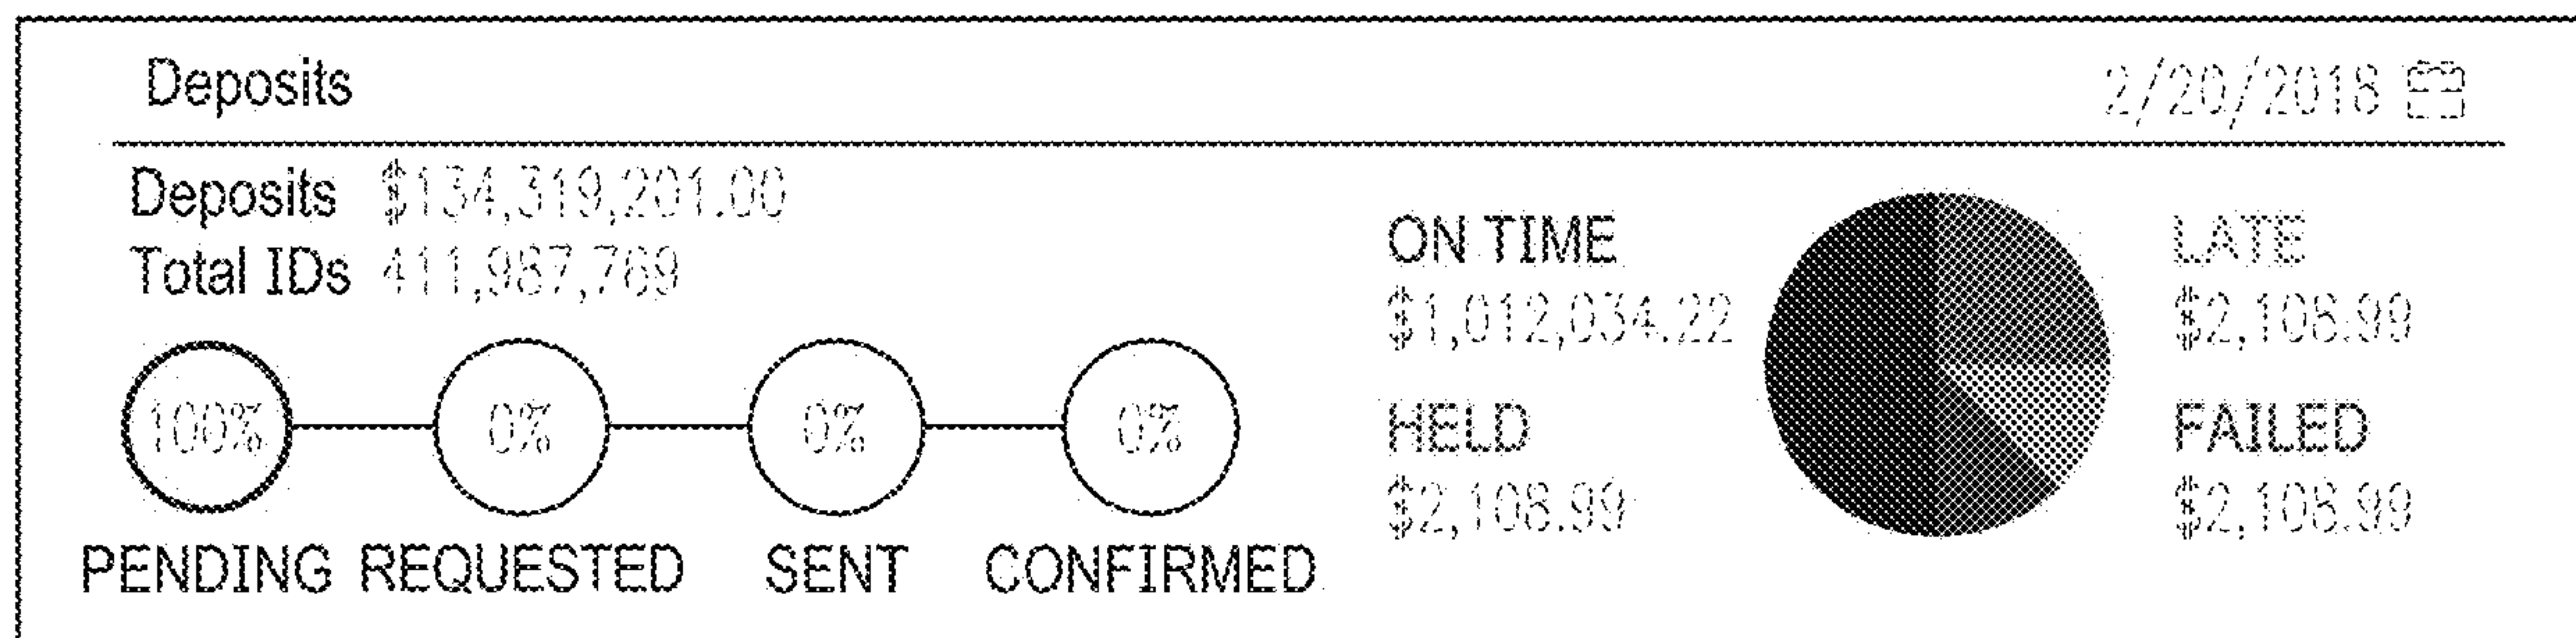 Deposits 2/20/2018
Deposits $134,319,201.00
Total IDs 411,987,769
100% 0% 0% 0%
PENDING REQUESTED SENT CONFIRMED
ON TIME
$1,012,034.22
HELD
$2,108.99
LATE
$2,108.99
FAILED
$2,108.99